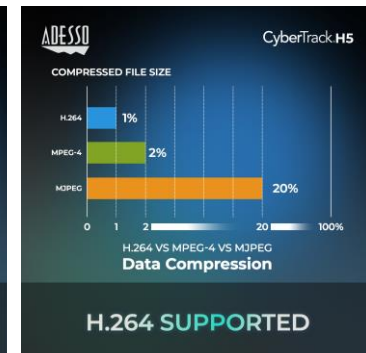 ADESSO
CyberTrack.H5
COMPRESSED FILE SIZE
H.264
1%
MPEG-4
2%
MJPEG
20%
0 1 2 20 100%
H.264 VS MPEG-4 VS MJPEG
Data Compression
H.264 SUPPORTED